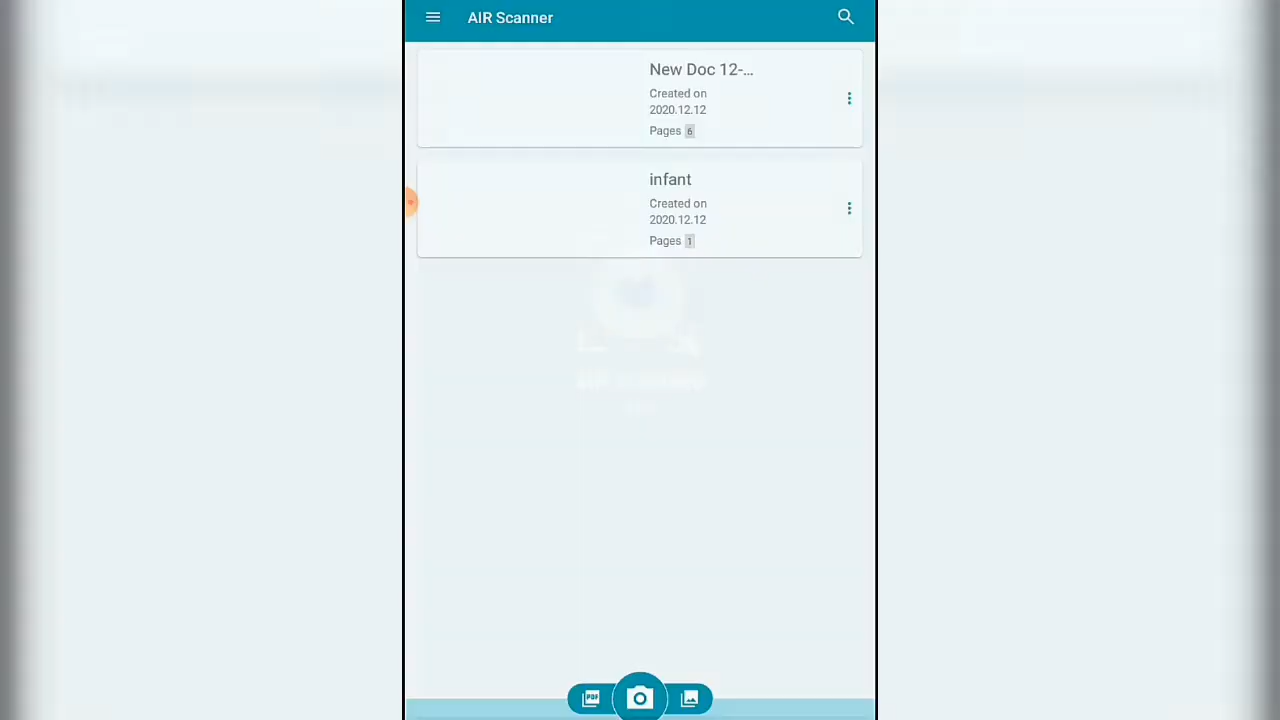 AIR Scanner
New Doc 12-...
Created on
2020.12.12
Pages 6
infant
Created on
2020.12.12
Pages 1
PDF